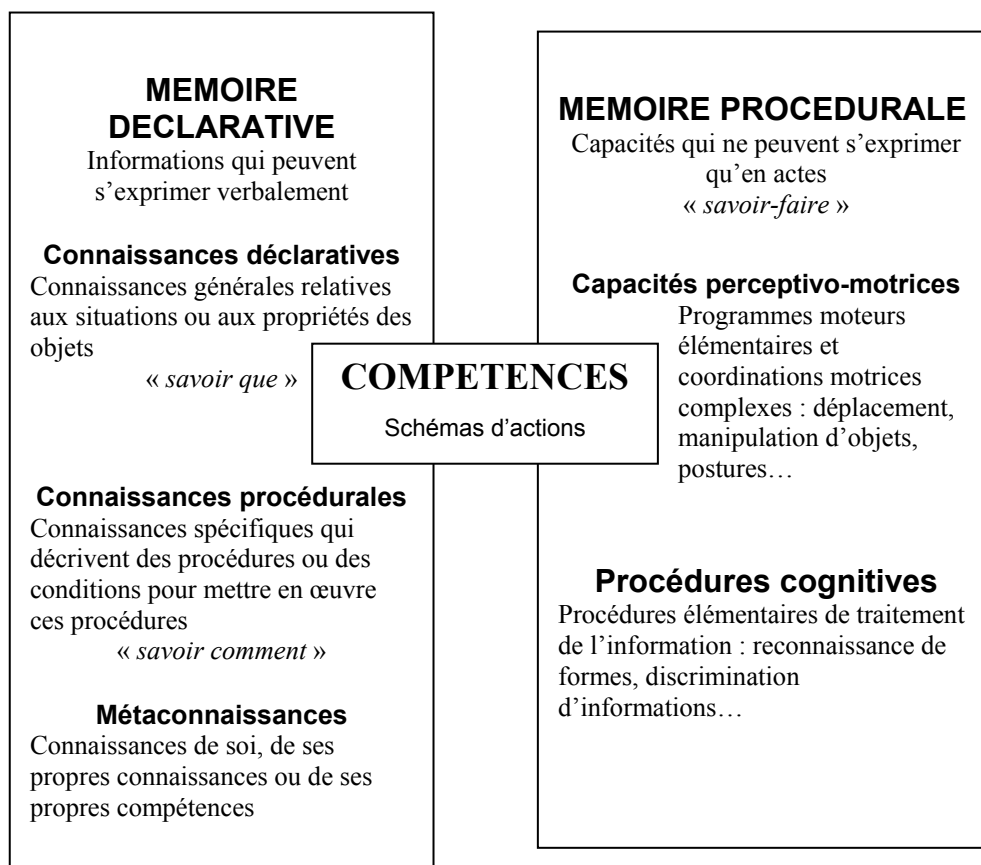 MEMOIRE
DECLARATIVE
Informations qui peuvent
s’exprimer verbalement
Connaissances déclaratives
Connaissances générales relatives
aux situations ou aux propriétés des
objets
« savoir que »
Connaissances procédurales
Connaissances spécifiques qui
décrivent des procédures ou des
conditions pour mettre en œuvre
ces procédures
« savoir comment »
Métaconnaissances
Connaissances de soi, de ses
propres connaissances ou de ses
propres compétences
COMPETENCES
Schémas d’actions
MEMOIRE PROCEDURALE
Capacités qui ne peuvent s’exprimer
qu’en actes
« savoir-faire »
Capacités perceptivo-motrices
Programmes moteurs
élémentaires et
coordinations motrices
complexes : déplacement,
manipulation d’objets,
postures…
Procédures cognitives
Procédures élémentaires de traitement
de l’information : reconnaissance de
formes, discrimination
d’informations…